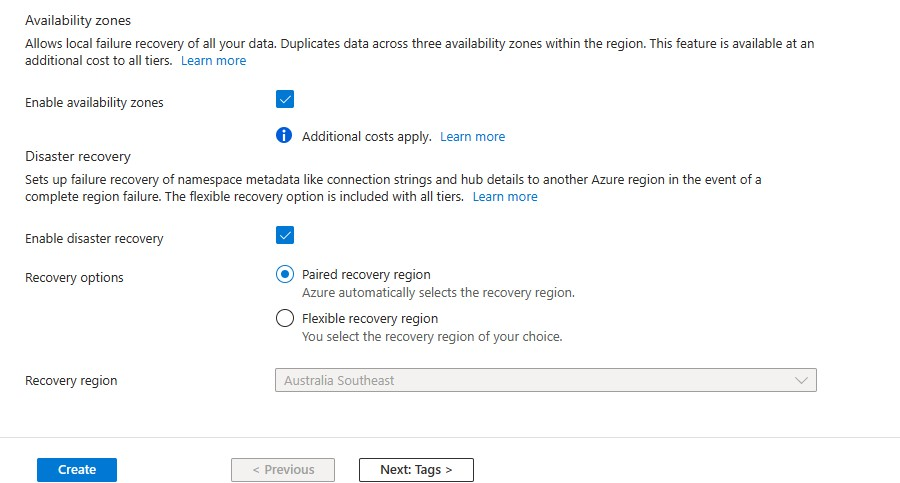 Availability zones
Allows local failure recovery of all your data. Duplicates data across three availability zones within the region. This feature is available at an
additional cost to all tiers. Learn more
Enable availability zones
Additional costs apply. Learn more
Disaster recovery
Sets up failure recovery of namespace metadata like connection strings and hub details to another Azure region in the event of a
complete region failure. The flexible recovery option is included with all tiers. Learn more
Enable disaster recovery
Recovery options
Paired recovery region
Azure automatically selects the recovery region.
Flexible recovery region
You select the recovery region of your choice.
Recovery region
Australia Southeast
Create
< Previous
Next: Tags >